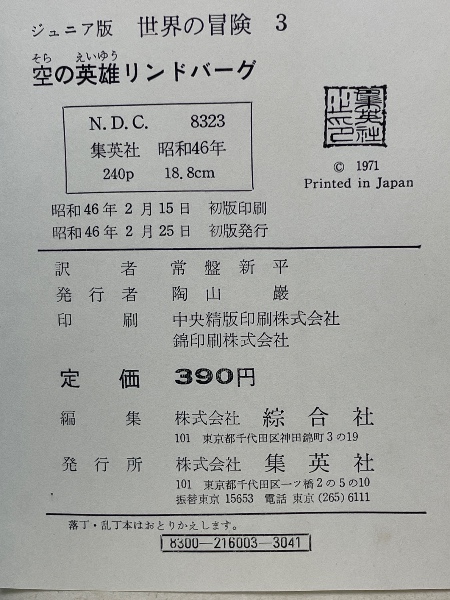 ジュニア版 世界の冒険 3
そら えいゆう
空の英雄リンドバーグ
N.D.C. 8323
集英社 昭和46年
240p 18.8cm
集英社之印
© 1971
Printed in Japan
昭和46年2月15日 初版印刷
昭和46年2月25日 初版発行
訳者 常盤新平
発行者 陶山巖
印刷 中央精版印刷株式会社
錦印刷株式会社
定価 390円
編集 株式会社 綜合社
101 東京都千代田区神田錦町3の19
発行所 株式会社 集英社
101 東京都千代田区一ツ橋2の5の10
振替東京 15653 電話 東京(265)6111
落丁・乱丁本はおとりかえします。
8300—216003—3041